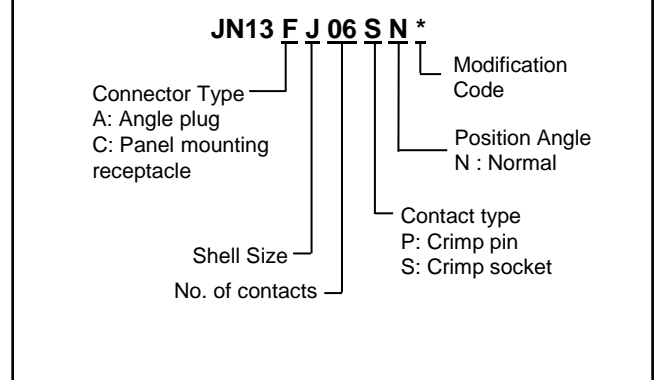 JN13 F J 06 S N *
Connector Type
A: Angle plug
C: Panel mounting
receptacle
Shell Size
No. of contacts
Modification
Code
Position Angle
N : Normal
Contact type
P: Crimp pin
S: Crimp socket